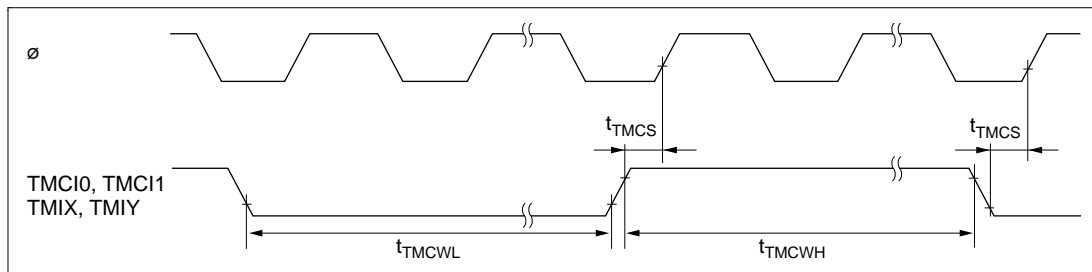 ø
tTMCS
tTMCS
TMCI0, TMCI1
TMIX, TMIY
tTMCWL
tTMCWH